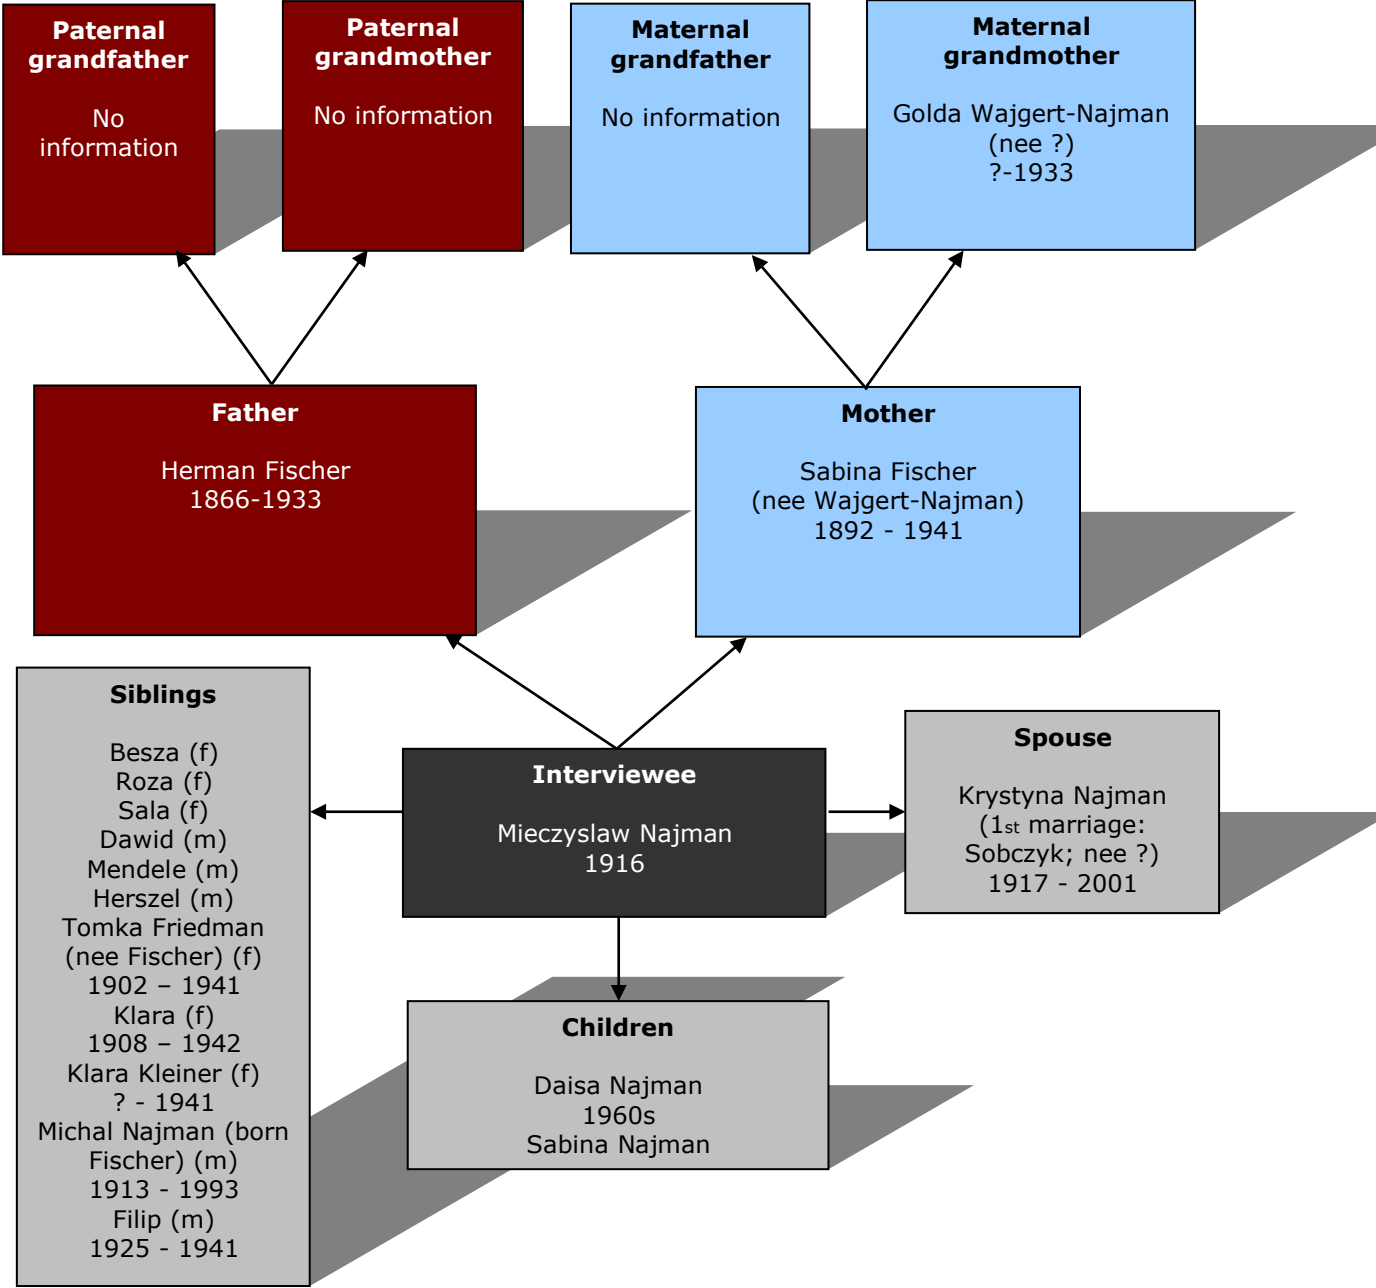 Paternal
grandfather
No
information
Paternal
grandmother
No information
Maternal
grandfather
No information
Maternal
grandmother
Golda Wajgert-Najman
(nee ?)
?-1933
Father
Herman Fischer
1866-1933
Mother
Sabina Fischer
(nee Wajgert-Najman)
1892 - 1941
Siblings
Besza (f)
Roza (f)
Sala (f)
Dawid (m)
Mendele (m)
Herszel (m)
Tomka Friedman
(nee Fischer) (f)
1902 – 1941
Klara (f)
1908 – 1942
Klara Kleiner (f)
? - 1941
Michal Najman (born
Fischer) (m)
1913 - 1993
Filip (m)
1925 - 1941
Interviewee
Mieczyslaw Najman
1916
Spouse
Krystyna Najman
(1st marriage:
Sobczyk; nee ?)
1917 - 2001
Children
Daisa Najman
1960s
Sabina Najman